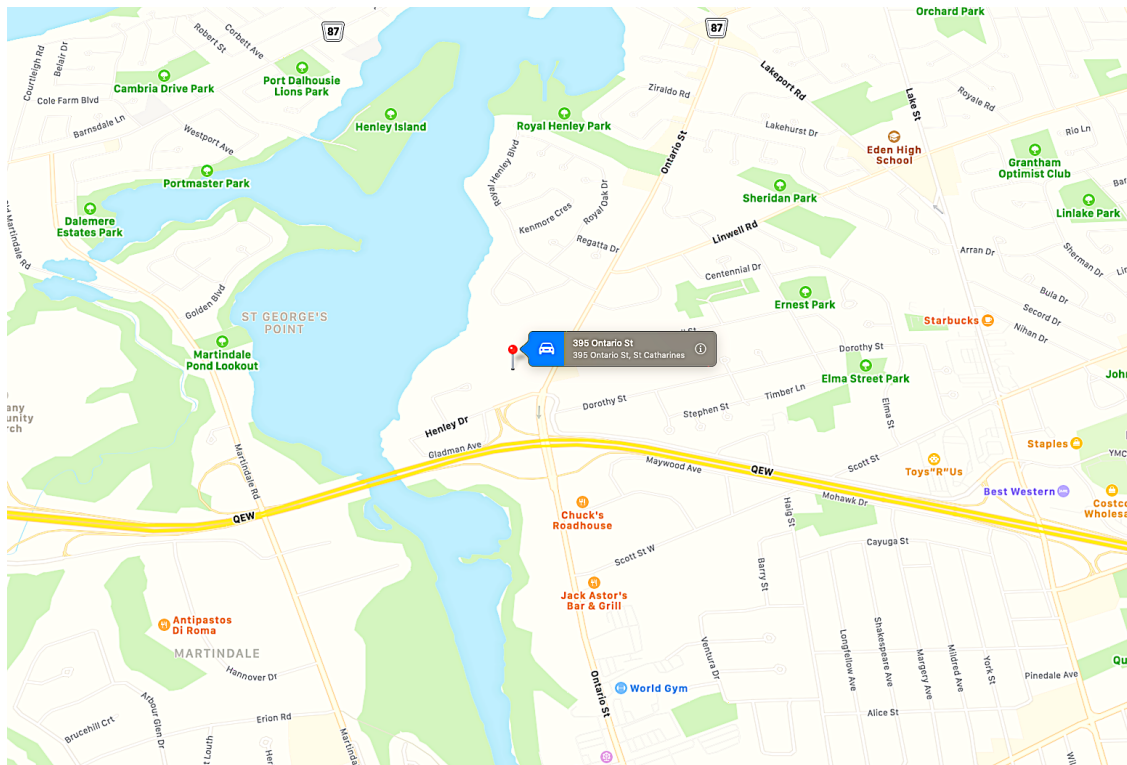 87
87
Orchard Park
Robert St
Corbett Ave
Courtleigh Rd
Belair Dr
Cambria Drive Park
Port Dalhousie
Lions Park
Cole Farm Blvd
Barnsdale Ln
Westport Ave
Henley Island
Royal Henley Park
Ziraldo Rd
Lakeport Rd
Lake St
Royale Rd
Lakehurst Dr
Rio Ln
Eden High
School
Grantham
Optimist Club
Ontario St
Portmaster Park
Royal Henley Blvd
Royal Oak Dr
Kenmore Cres
Sheridan Park
Linlake Park
Dalemere
Estates Park
Martindale Rd
Regatta Dr
Linwell Rd
Arran Dr
Sherman Dr
Centennial Dr
Golden Blvd
Ernest Park
Bula Dr
Secord Dr
Nihan Dr
ST GEORGE'S
POINT
Starbucks
395 Ontario St
395 Ontario St, St Catharines
Martindale
Pond Lookout
Dorothy St
Elma Street Park
Timber Ln
Dorothy St
Stephen St
Elma St
Henley Dr
Gladman Ave
Martindale Rd
Staples
Scott St
Toys"R"Us
Maywood Ave
QEW
Best Western
Mohawk Dr
Costco
Wholesa
QEW
Chuck's
Roadhouse
Haig St
Cayuga St
Scott St W
Barry St
Jack Astor's
Bar & Grill
Antipastos
Di Roma
MARTINDALE
Hannover Dr
Ventura Dr
Longfellow Ave
Shakespeare Ave
Margery Ave
Mildred Ave
York St
Pinedale Ave
Ontario St
World Gym
Arbour Glen Dr
Brucehill Crt
Erion Rd
Alice St